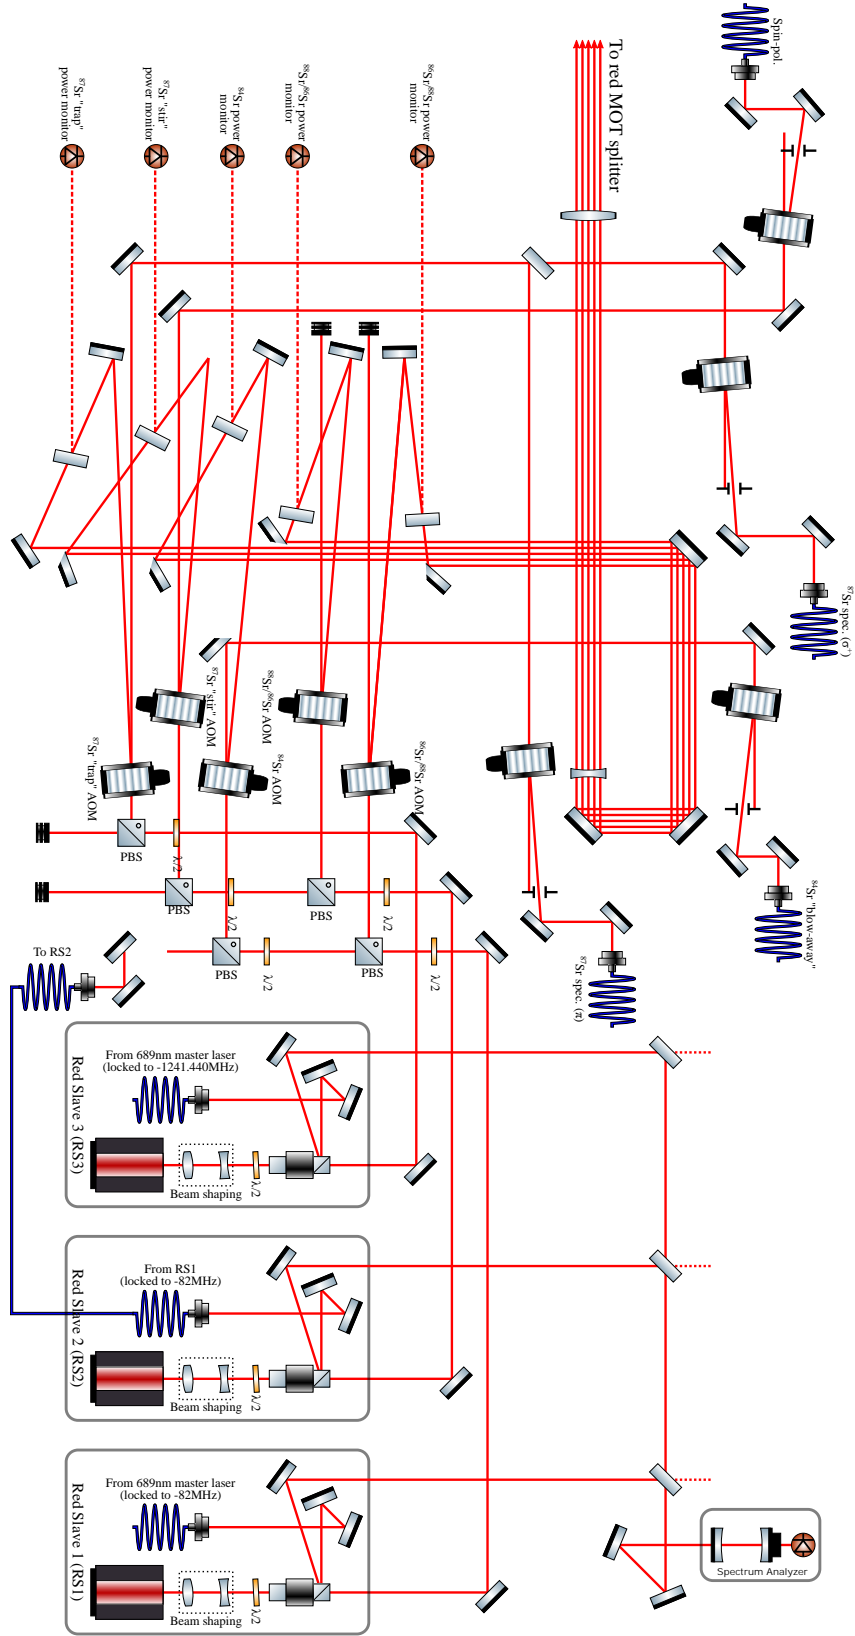 Spin-pol.
To red MOT splitter
⁸⁶Sr/⁸⁸Sr power
monitor
⁸⁸Sr/⁸⁶Sr power
monitor
⁸⁴Sr power
monitor
⁸⁷Sr "stir"
power monitor
⁸⁷Sr "trap"
power monitor
⁸⁷Sr spec. (σ⁺)
⁸⁸Sr/⁸⁶Sr AOM
⁸⁷Sr "stir" AOM
⁸⁴Sr AOM
⁸⁶Sr/⁸⁸Sr AOM
⁸⁷Sr "trap" AOM
PBS
λ/2
PBS
λ/2
PBS
λ/2
PBS
λ/2
PBS
λ/2
⁸⁴Sr "blow-away"
⁸⁷Sr spec. (π)
To RS2
Red Slave 3 (RS3)
From 689nm master laser
(locked to -1241.440MHz)
Beam shaping
λ/2
Red Slave 2 (RS2)
From RS1
(locked to -82MHz)
Beam shaping
λ/2
Red Slave 1 (RS1)
From 689nm master laser
(locked to -82MHz)
Beam shaping
λ/2
Spectrum Analyzer